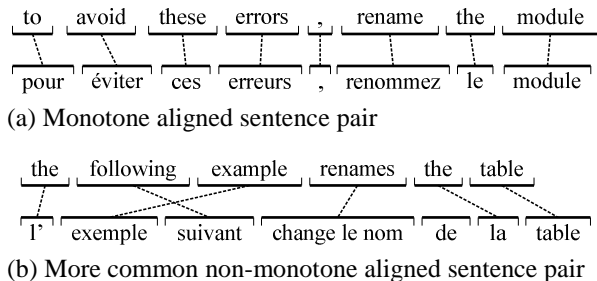 to avoid these errors , rename the module
pour éviter ces erreurs , renommez le module
(a) Monotone aligned sentence pair
the following example renames the table
l’ exemple suivant change le nom de la table
(b) More common non-monotone aligned sentence pair